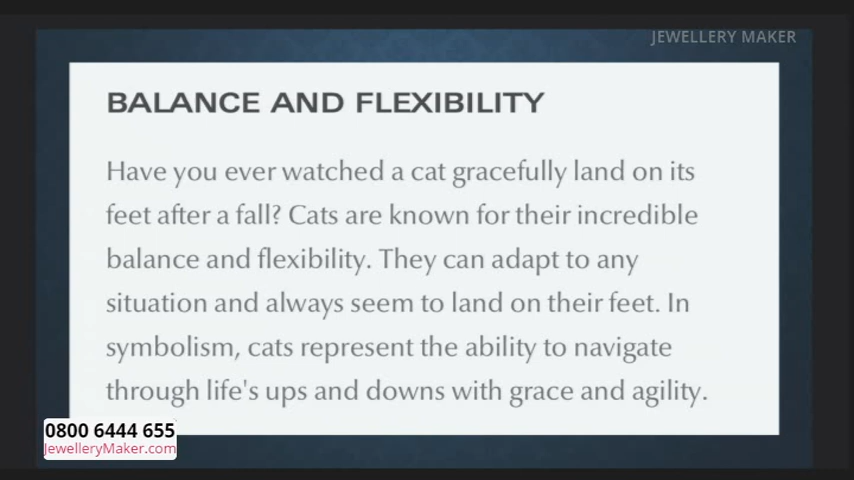 JEWELLERY MAKER
BALANCE AND FLEXIBILITY
Have you ever watched a cat gracefully land on its
feet after a fall? Cats are known for their incredible
balance and flexibility. They can adapt to any
situation and always seem to land on their feet. In
symbolism, cats represent the ability to navigate
through life's ups and downs with grace and agility.
0800 6444 655
JewelleryMaker.com